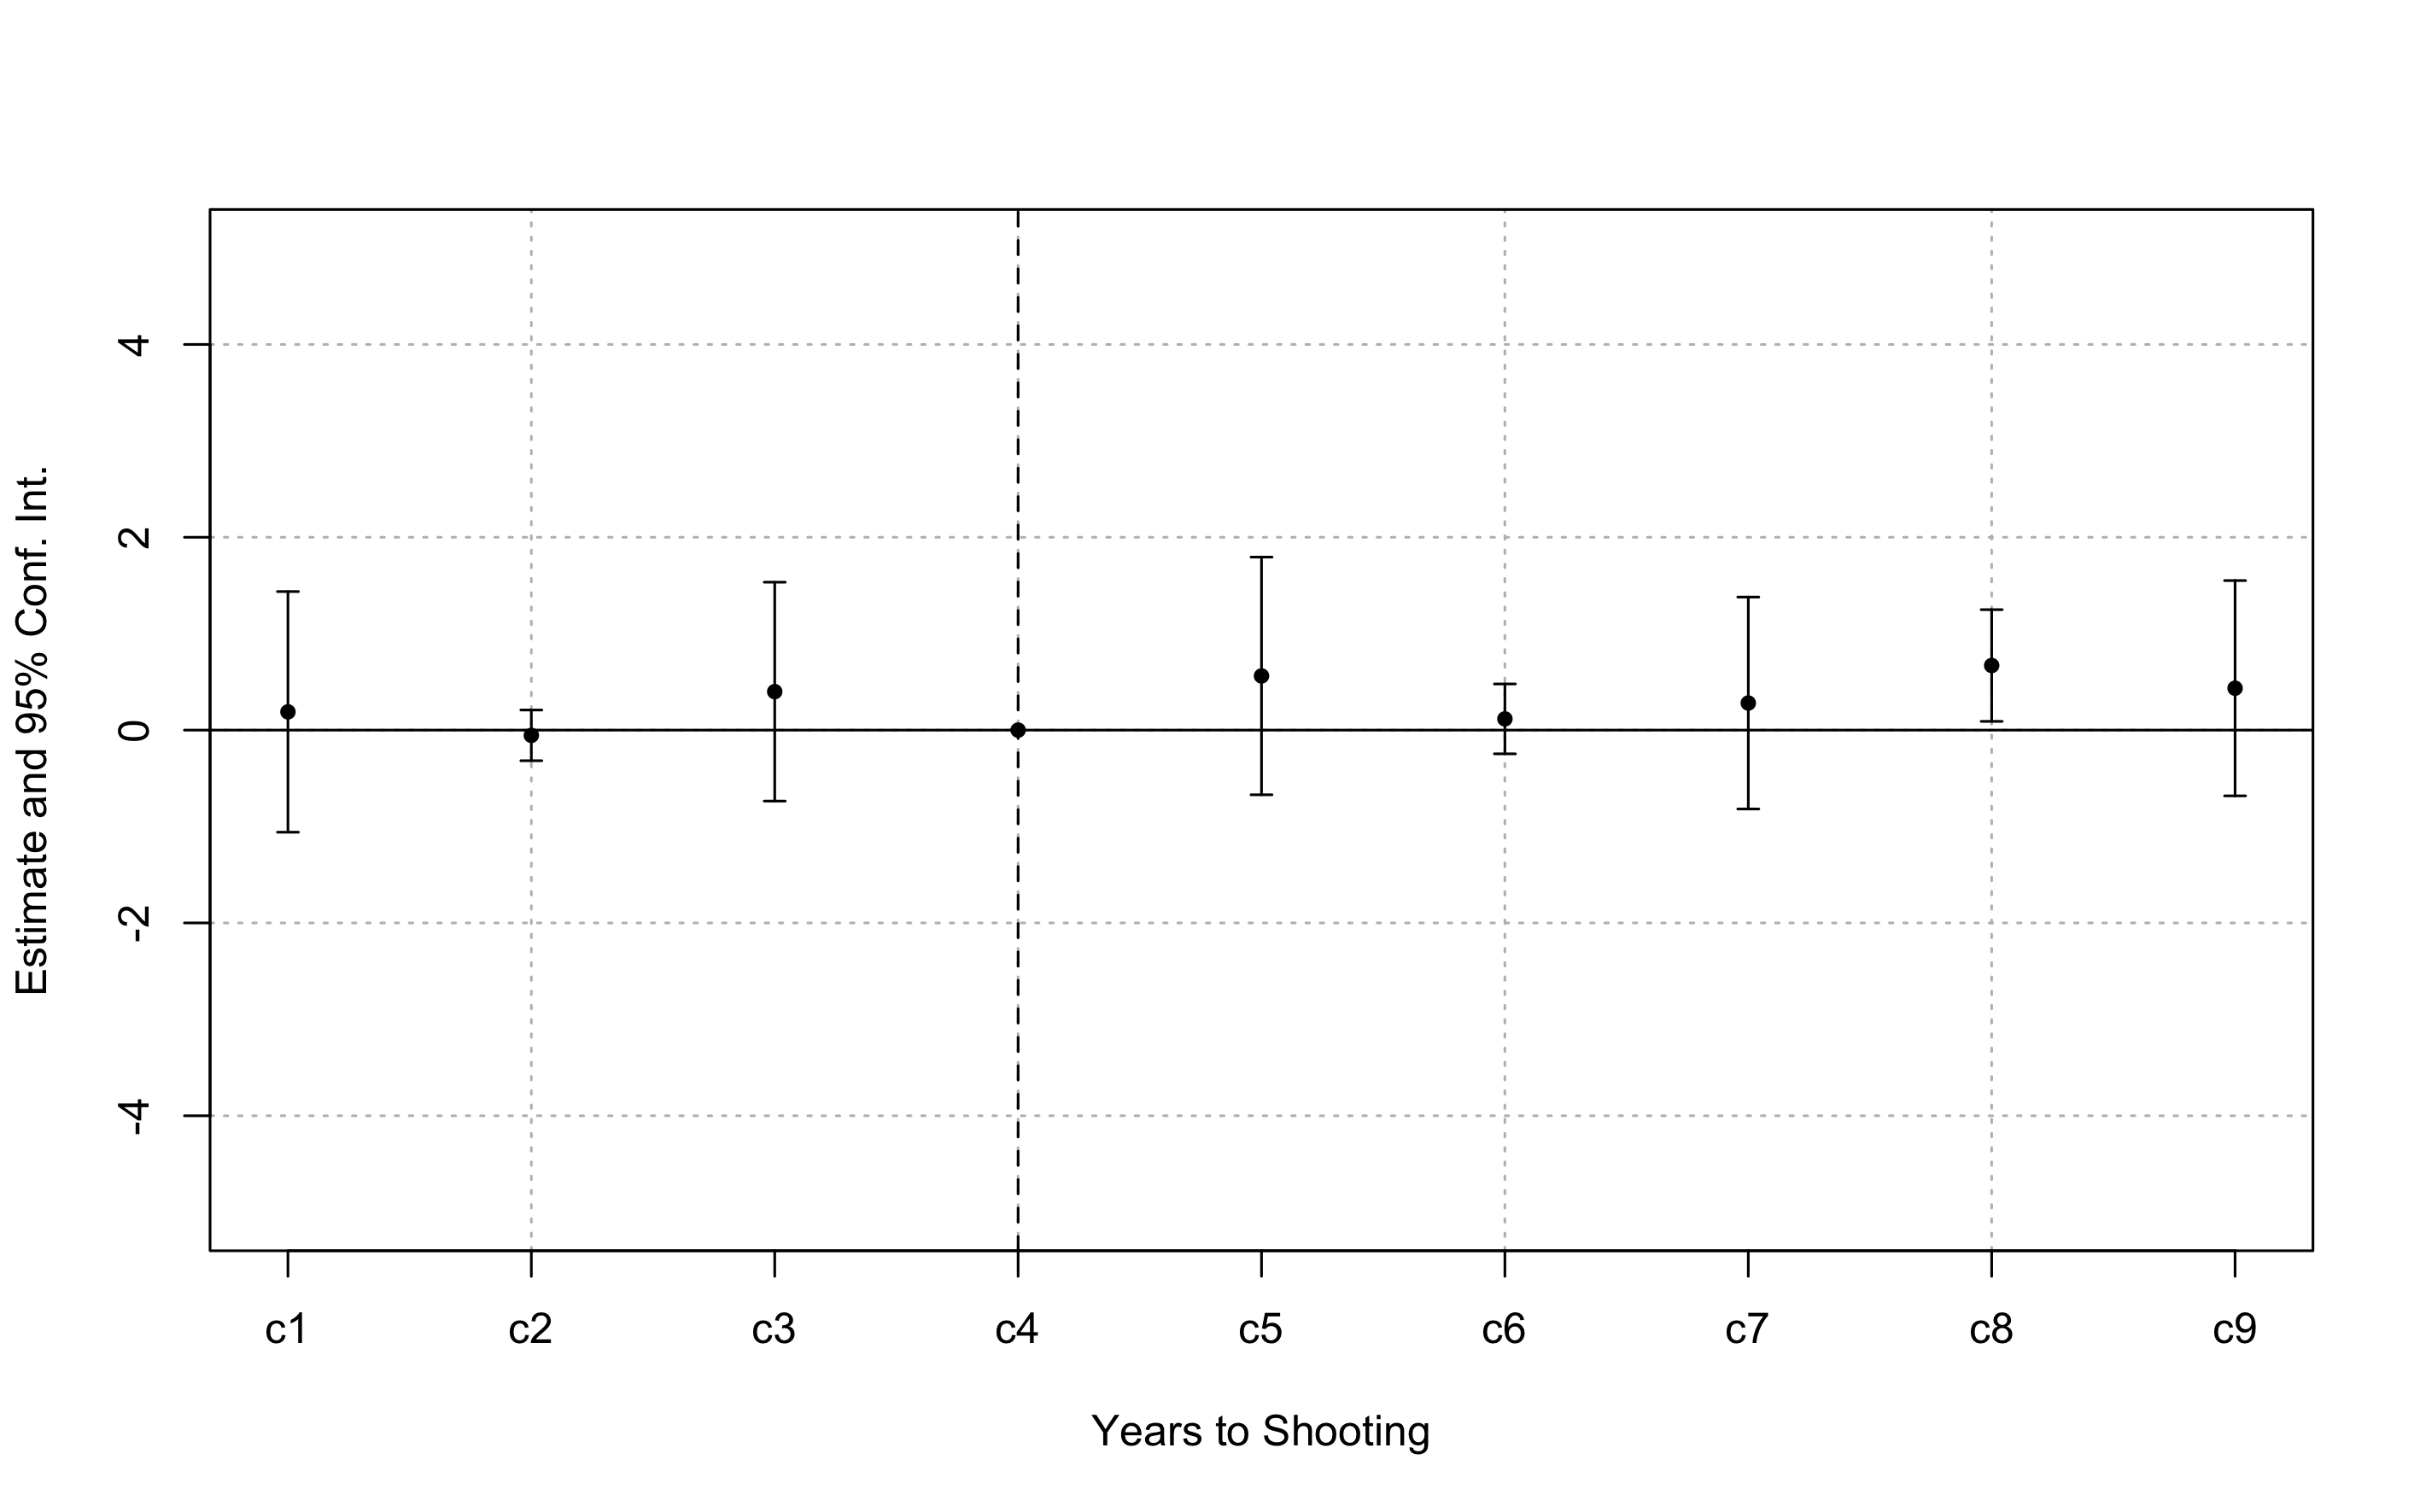 Estimate and 95% Conf. Int.
4
2
0
-2
-4
c1 c2 c3 c4 c5 c6 c7 c8 c9
Years to Shooting